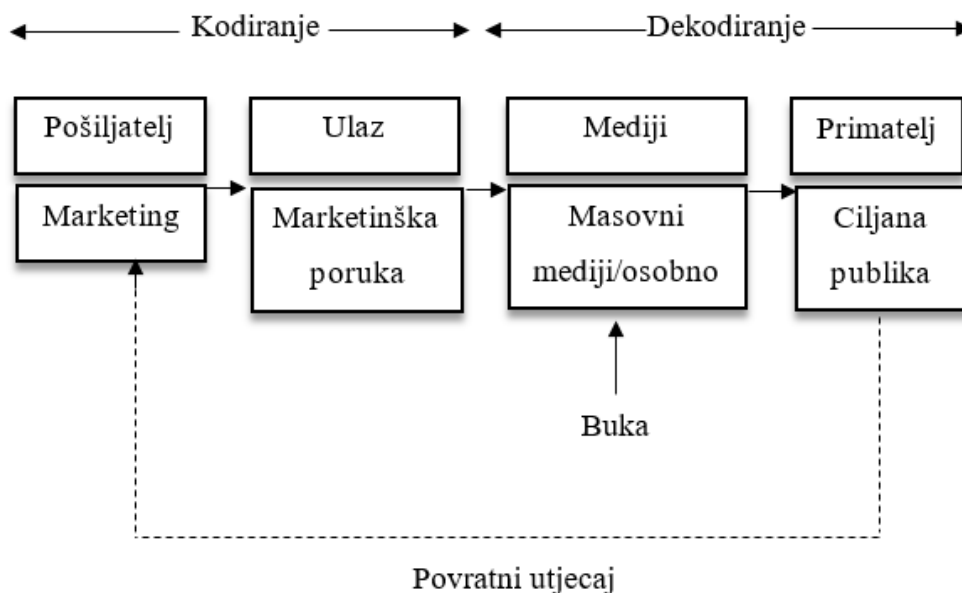 Kodiranje
Dekodiranje
Pošiljatelj
Ulaz
Mediji
Primatelj
Marketing
Marketinška
poruka
Masovni
mediji/osobno
Ciljana
publika
Buka
Povratni utjecaj